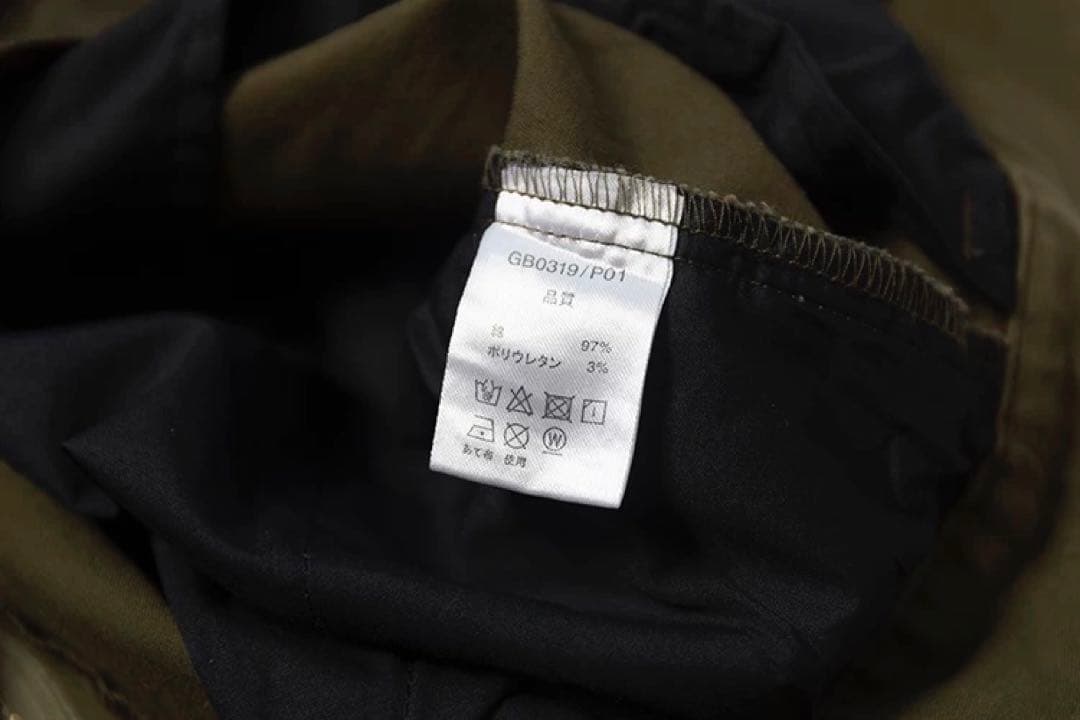 GB0319/P01
品質
綿 97%
ポリウレタン 3%
W
あて布 使用